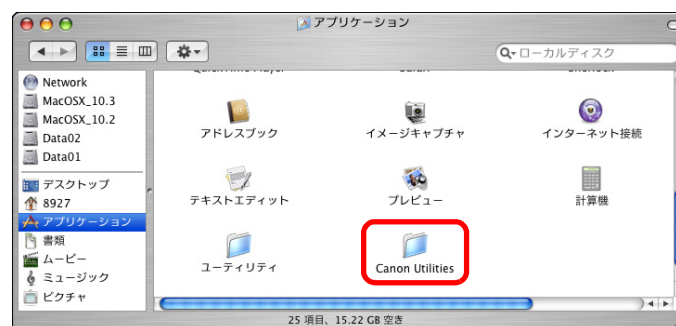 アプリケーション
ローカルディスク
Network
MacOSX_10.3
MacOSX_10.2
Data02
Data01
デスクトップ
8927
アプリケーション
書類
ムービー
ミュージック
ピクチャ
アドレスブック
イメージキャプチャ
インターネット接続
テキストエディット
プレビュー
計算機
ユーティリティ
Canon Utilities
25 項目、15.22 GB 空き